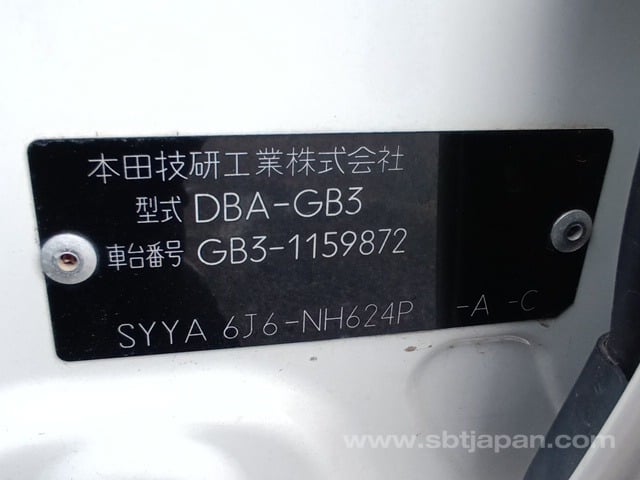 本田技研工業株式会社
型式 DBA-GB3
車台番号 GB3-1159872
SYYA 6J6-NH624P -A -C
www.sbtjapan.com